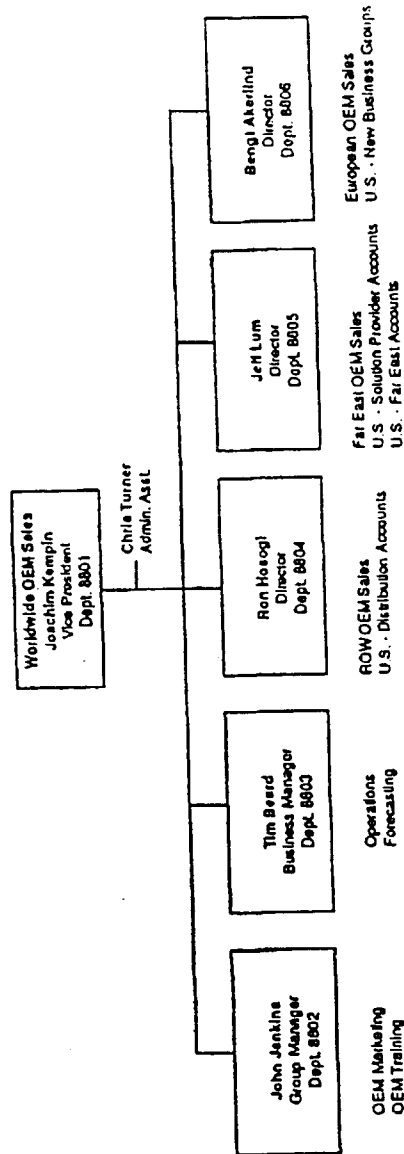 Worldwide OEM Sales
Joachim Kempin
Vice President
Dept. 8801
Chris Turner
Admin. Asst.
John Jenkins
Group Manager
Dept. 8802
OEM Marketing
OEM Training
Tim Beard
Business Manager
Dept. 8803
Operations
Forecasting
Ron Hosogi
Director
Dept. 8804
ROW OEM Sales
U.S. - Distribution Accounts
Jeff Lum
Director
Dept. 8805
Far East OEM Sales
U.S. - Solution Provider Accounts
U.S. - Far East Accounts
Bengt Akerlind
Director
Dept. 8806
European OEM Sales
U.S. - New Business Groups